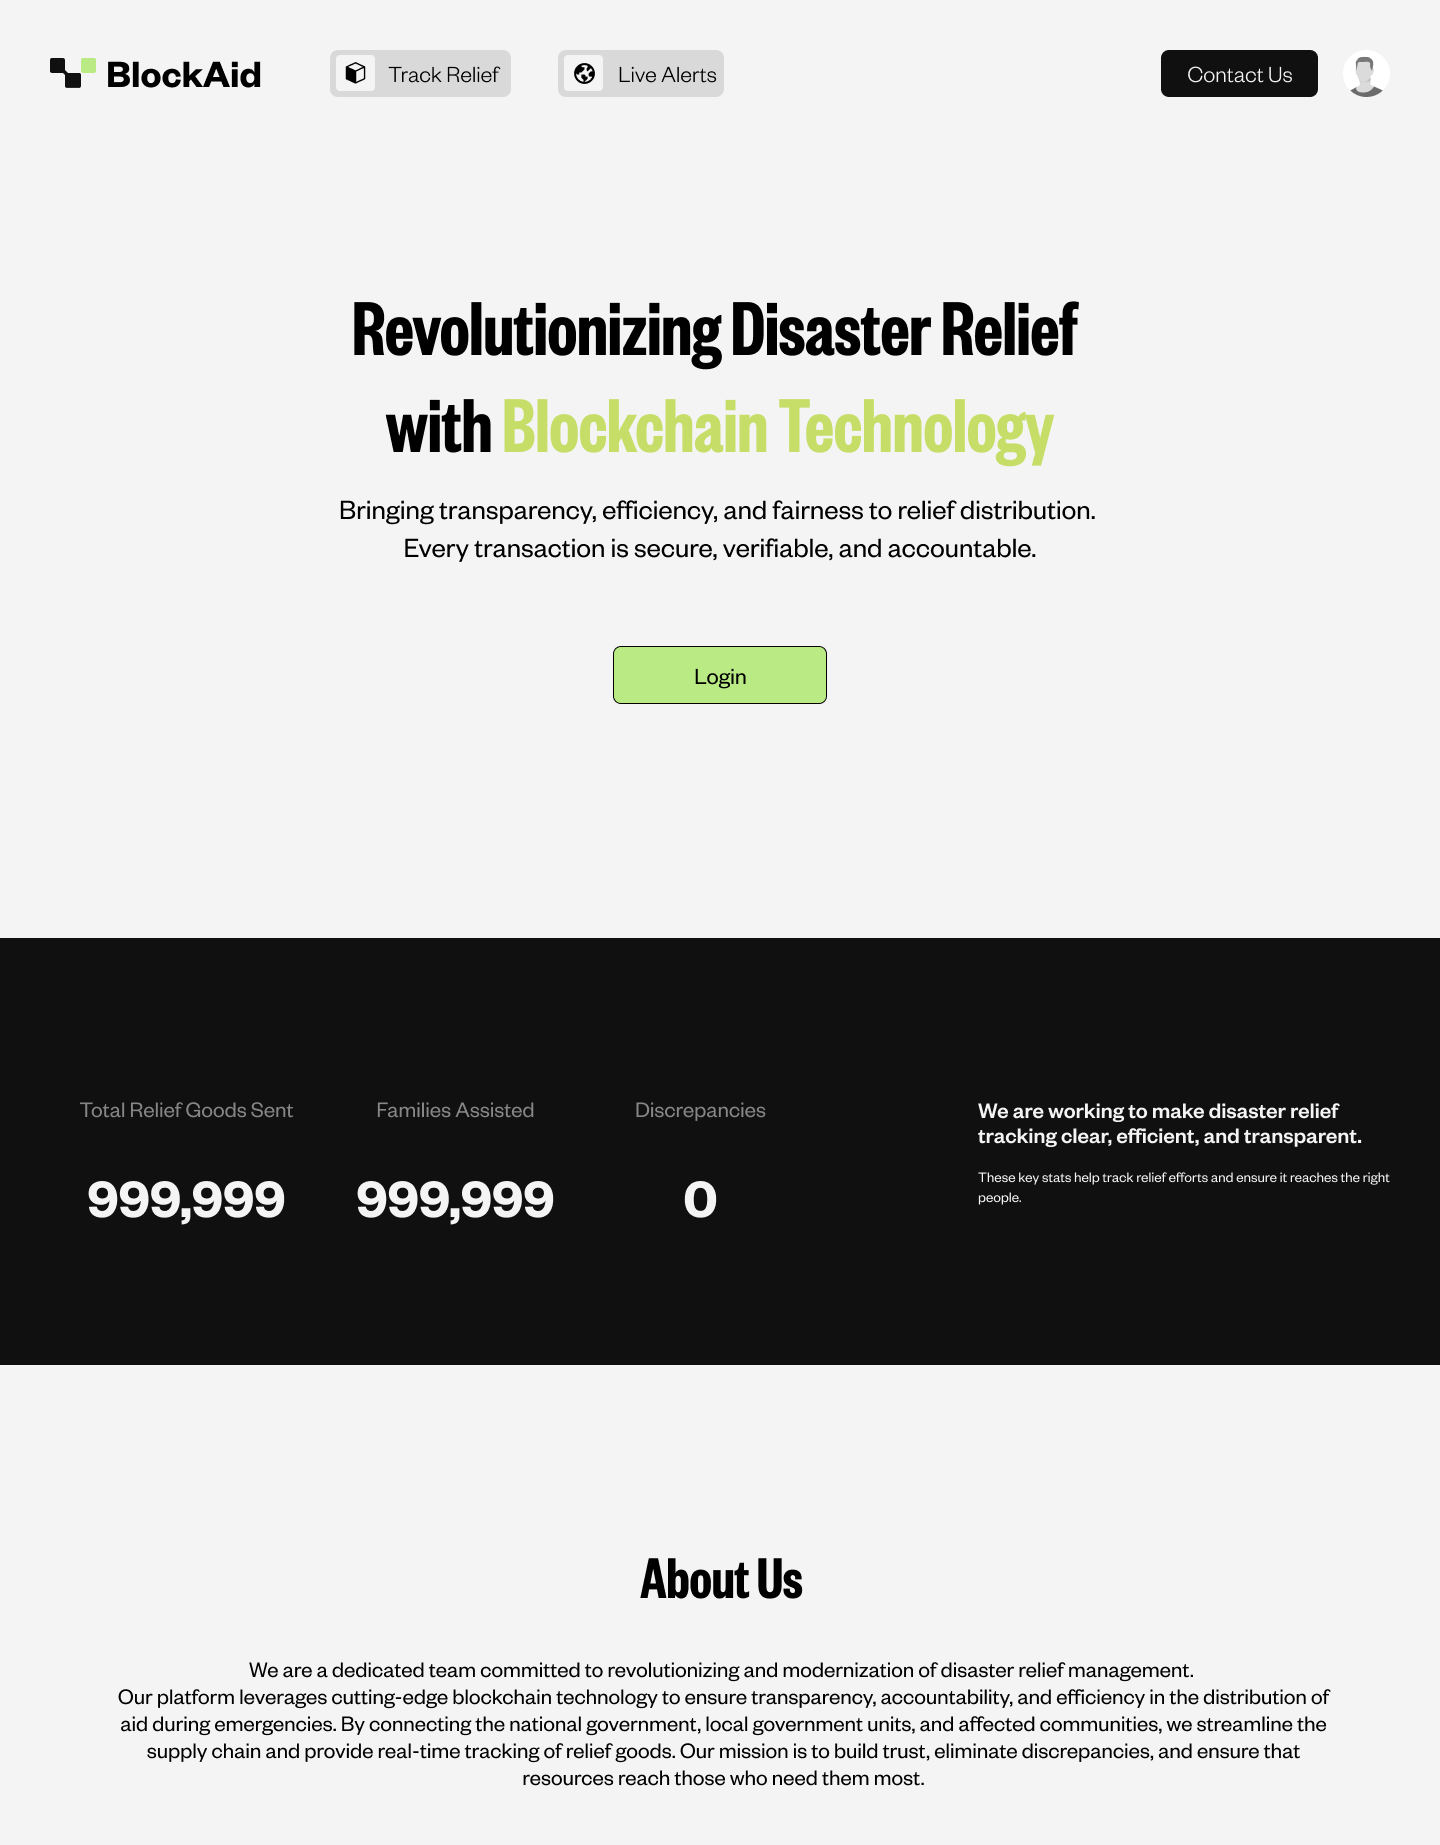 BlockAid
Track Relief
Live Alerts
Contact Us
Revolutionizing Disaster Relief
with Blockchain Technology
Bringing transparency, efficiency, and fairness to relief distribution.
Every transaction is secure, verifiable, and accountable.
Login
Total Relief Goods Sent
999,999
Families Assisted
999,999
Discrepancies
0
We are working to make disaster relief
tracking clear, efficient, and transparent.
These key stats help track relief efforts and ensure it reaches the right
people.
About Us
We are a dedicated team committed to revolutionizing and modernization of disaster relief management.
Our platform leverages cutting-edge blockchain technology to ensure transparency, accountability, and efficiency in the distribution of
aid during emergencies. By connecting the national government, local government units, and affected communities, we streamline the
supply chain and provide real-time tracking of relief goods. Our mission is to build trust, eliminate discrepancies, and ensure that
resources reach those who need them most.